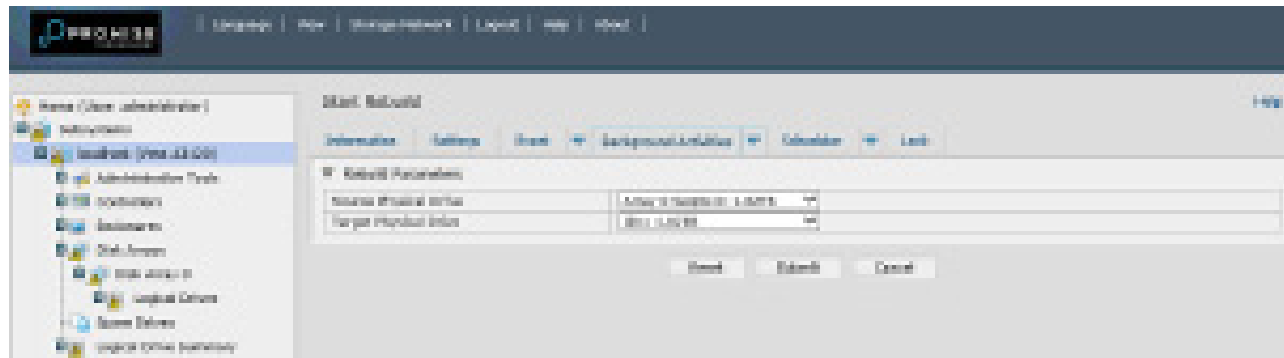 PROMISE
| Language | View | Storage Network | Logout | Help | About |
Home (User: administrator)
Subsystems
Administrative Tools
Controllers
Enclosures
Disk Arrays
Disk Array 0
Logical Drives
Spare Drives
Logical Drive Summary
Start Rebuild
Help
Information Settings Event Background Activities Scheduler Lock
Rebuild Parameters
Source Physical Drive
Target Physical Drive
Reset Submit Cancel